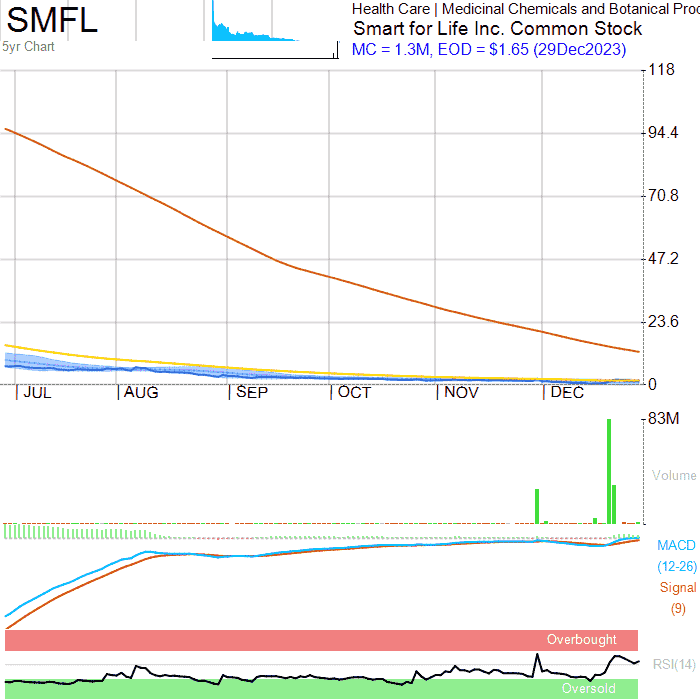 SMFL
5yr Chart
Health Care | Medicinal Chemicals and Botanical
Smart for Life Inc. Common Stock
MC = 1.3M, EOD = $1.65 (29Dec2023)
118
94.4
70.8
47.2
23.6
0
JUL AUG SEP OCT NOV DEC
83M
Volume
MACD
(12-26)
Signal
(9)
Overbought
RSI(14)
Oversold